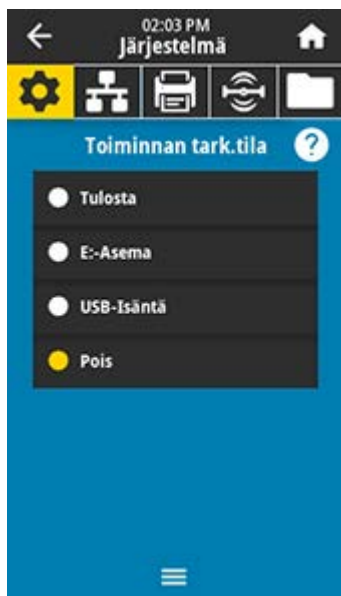 02:03 PM
Järjestelmä
Toiminnan tark.tila
?
Tulosta
E:-Asema
USB-Isäntä
Pois